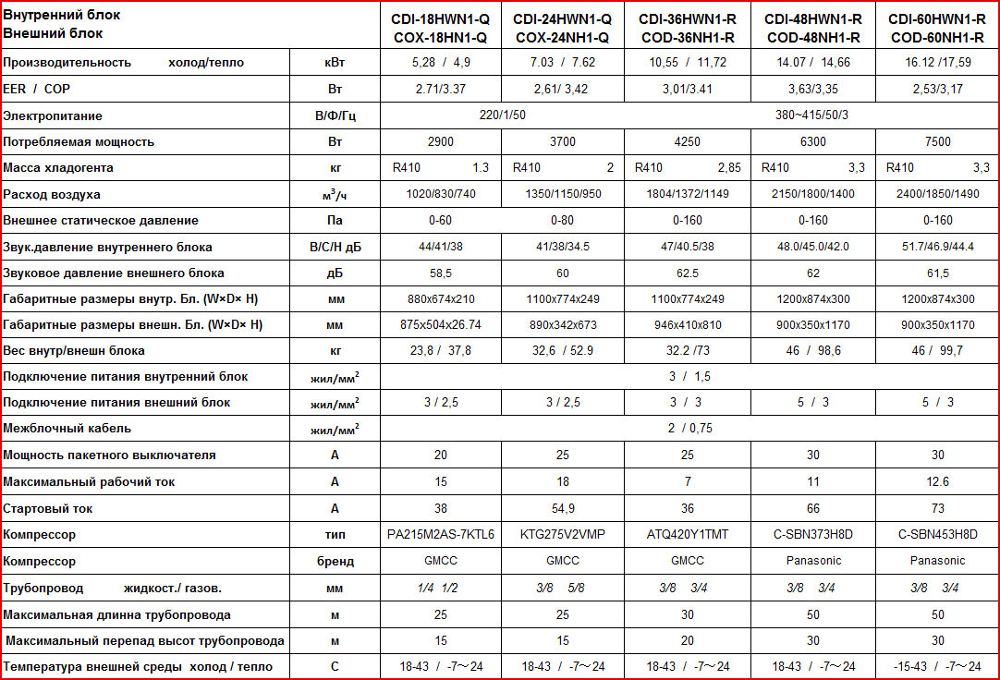 Внутренний блок CDI-18HWN1-Q CDI-24HWN1-Q CDI-36HWN1-R CDI-48HWN1-R CDI-60HWN1-R
Внешний блок COX-18HN1-Q COX-24NH1-Q COD-36NH1-R COD-48NH1-R COD-60NH1-R
Производительность холод/тепло кВт 5,28 / 4,9 7.03 / 7.62 10,55 / 11,72 14.07 / 14,66 16.12 /17,59
EER / COP Вт 2.71/3.37 2,61/ 3,42 3,01/3.41 3,63/3,35 2,53/3,17
Электропитание В/Ф/Гц 220/1/50 380~415/50/3
Потребляемая мощность Вт 2900 3700 4250 6300 7500
Масса хладогента кг R410 1.3 R410 2 R410 2,85 R410 3,3 R410 3,3
Расход воздуха м³/ч 1020/830/740 1350/1150/950 1804/1372/1149 2150/1800/1400 2400/1850/1490
Внешнее статическое давление Па 0-60 0-80 0-160 0-160 0-160
Звук.давление внутреннего блока В/С/Н дБ 44/41/38 41/38/34.5 47/40.5/38 48.0/45.0/42.0 51.7/46.9/44.4
Звуковое давление внешнего блока дБ 58,5 60 62.5 62 61,5
Габаритные размеры внутр. Бл. (W×D× H) мм 880x674x210 1100x774x249 1100x774x249 1200x874x300 1200x874x300
Габаритные размеры внешн. Бл. (W×D× H) мм 875x504x26.74 890x342x673 946x410x810 900x350x1170 900x350x1170
Вес внутр/внешн блока кг 23,8 / 37,8 32,6 / 52.9 32.2 /73 46 / 98,6 46 / 99,7
Подключение питания внутренний блок жил/мм² 3 / 1,5
Подключение питания внешний блок жил/мм² 3 / 2,5 3 / 2,5 3 / 3 5 / 3 5 / 3
Межблочный кабель жил/мм² 2 / 0,75
Мощность пакетного выключателя А 20 25 25 30 30
Максимальный рабочий ток А 15 18 7 11 12.6
Стартовый ток А 38 54,9 36 66 73
Компрессор тип PA215M2AS-7KTL6 KTG275V2VMP ATQ420Y1TMT C-SBN373H8D C-SBN453H8D
Компрессор бренд GMCC GMCC GMCC Panasonic Panasonic
Трубопровод жидкост./ газов. мм 1/4 1/2 3/8 5/8 3/8 3/4 3/8 3/4 3/8 3/4
Максимальная длинна трубопровода м 25 25 30 50 50
Максимальный перепад высот трубопровода м 15 15 20 30 30
Температура внешней среды холод / тепло С 18-43 / -7～24 18-43 / -7～24 18-43 / -7～24 18-43 / -7～24 -15-43 / -7～24